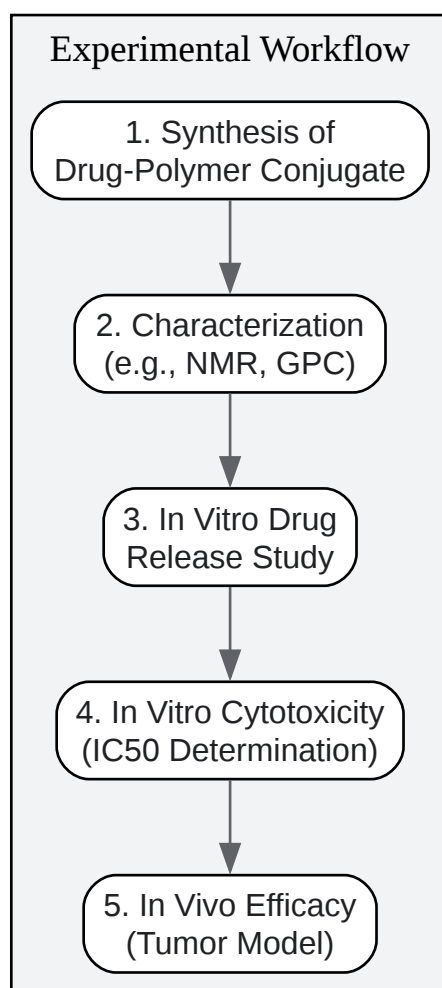 Experimental Workflow
1. Synthesis of
Drug-Polymer Conjugate
2. Characterization
(e.g., NMR, GPC)
3. In Vitro Drug
Release Study
4. In Vitro Cytotoxicity
(IC50 Determination)
5. In Vivo Efficacy
(Tumor Model)